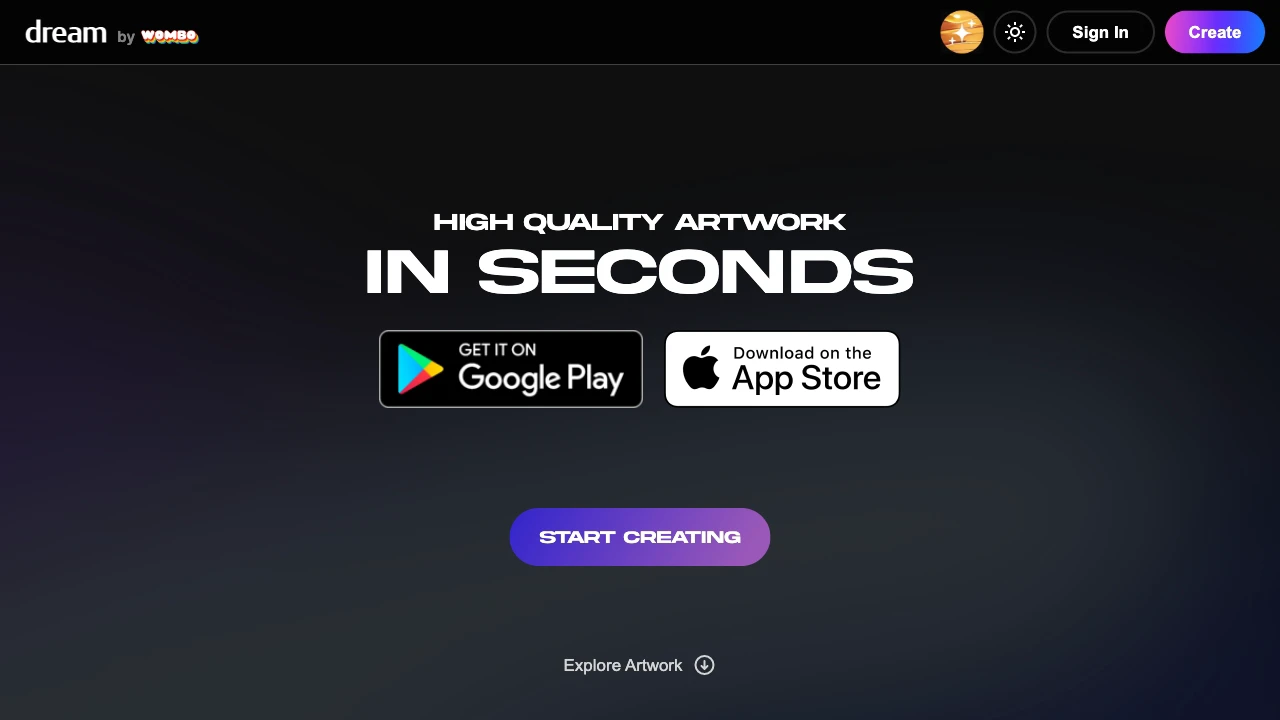 dream by WOMBO
Sign In
Create
HIGH QUALITY ARTWORK
IN SECONDS
GET IT ON
Google Play
Download on the
App Store
START CREATING
Explore Artwork